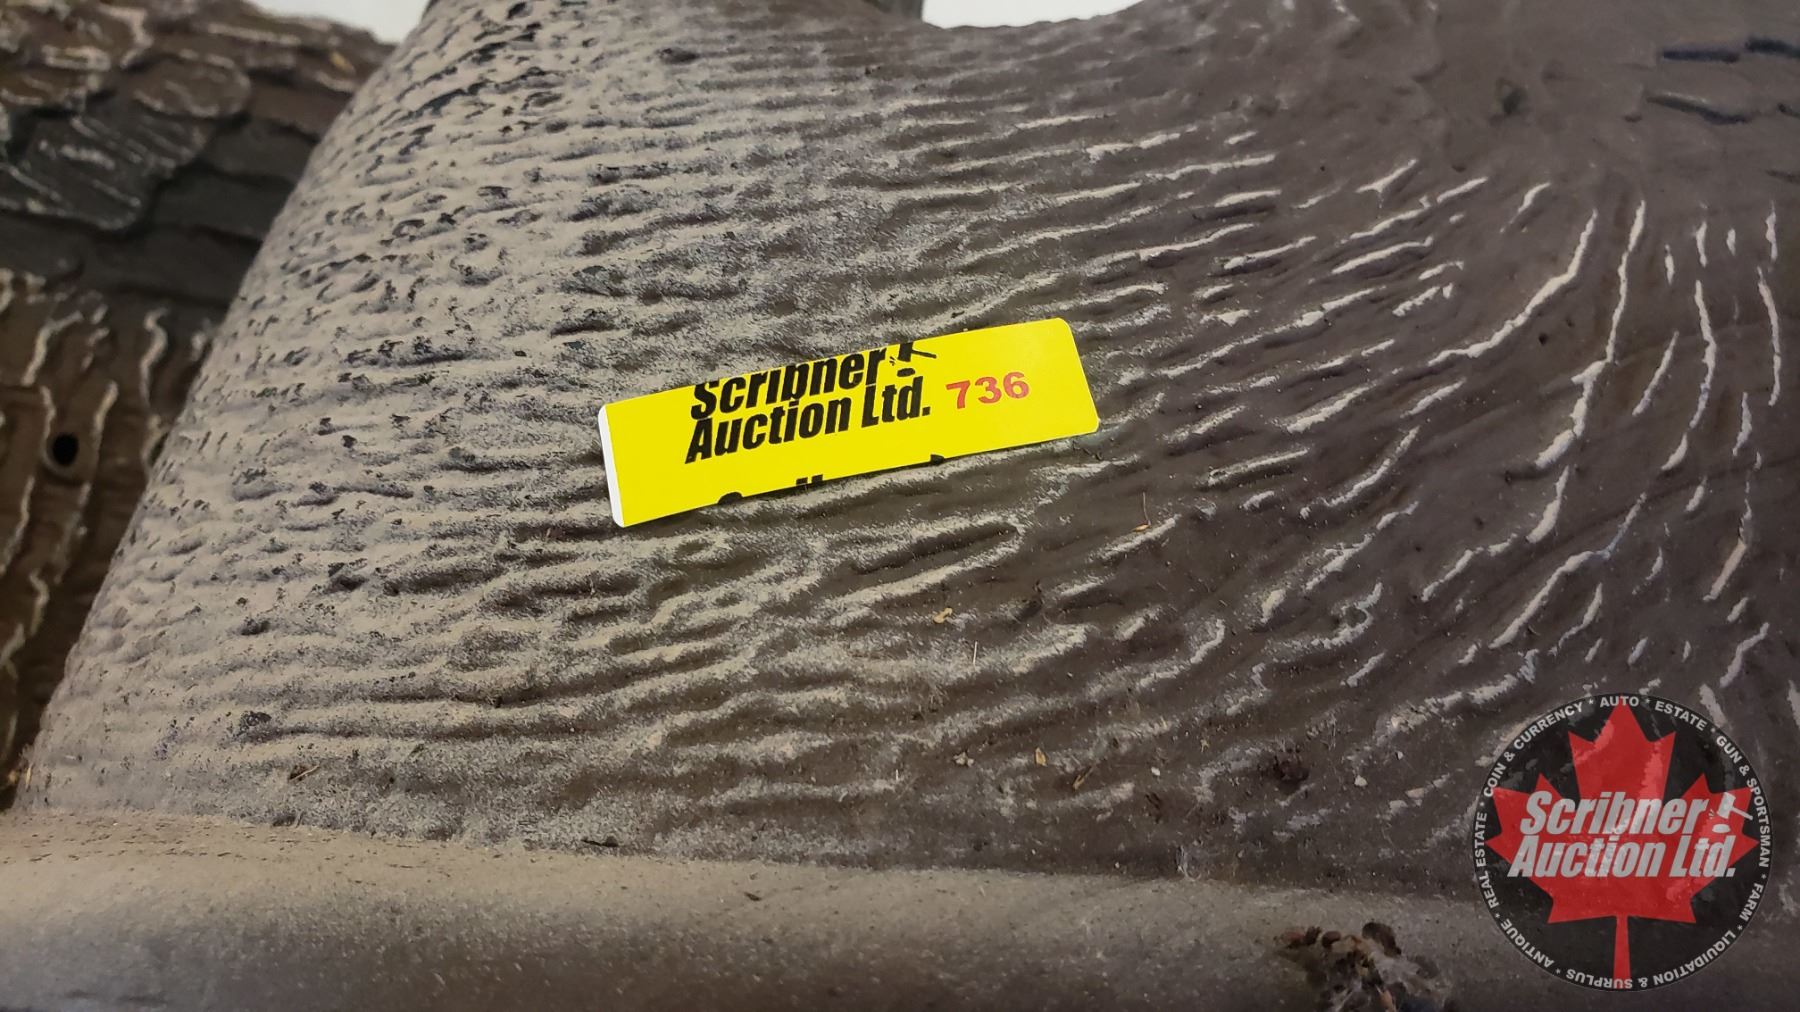 Scribner!
Auction Ltd. 736
COIN & CURRENCY * AUTO * ESTATE * GUN & SPORTSMAN * FARM * LIQUIDATION & SURPLUS * ANTIQUE * REAL ESTATE *
Scribner!
Auction Ltd.